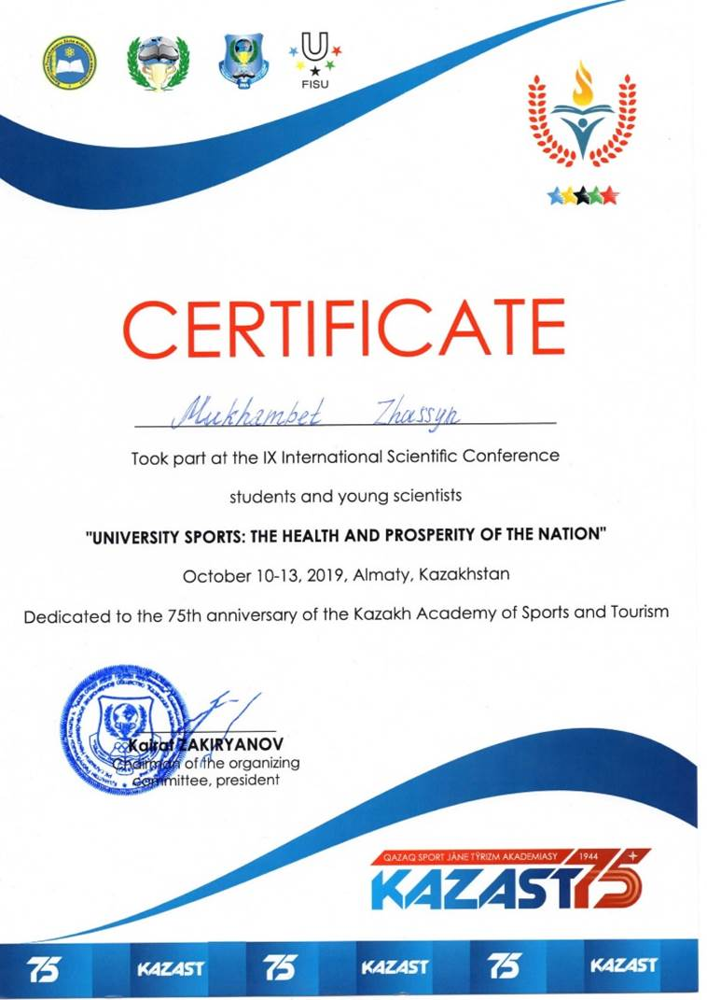 FISU
CERTIFICATE
Mukhambet Zhassyn
Took part at the IX International Scientific Conference
students and young scientists
"UNIVERSITY SPORTS: THE HEALTH AND PROSPERITY OF THE NATION"
October 10-13, 2019, Almaty, Kazakhstan
Dedicated to the 75th anniversary of the Kazakh Academy of Sports and Tourism
Kairat ZAKIRYANOV
Chairman of the organizing
committee, president
QAZAQ SPORT JÁNE TÝRIZM AKADEMIASY 1944
KAZAST75
75 KAZAST 75 KAZAST 75 KAZAST